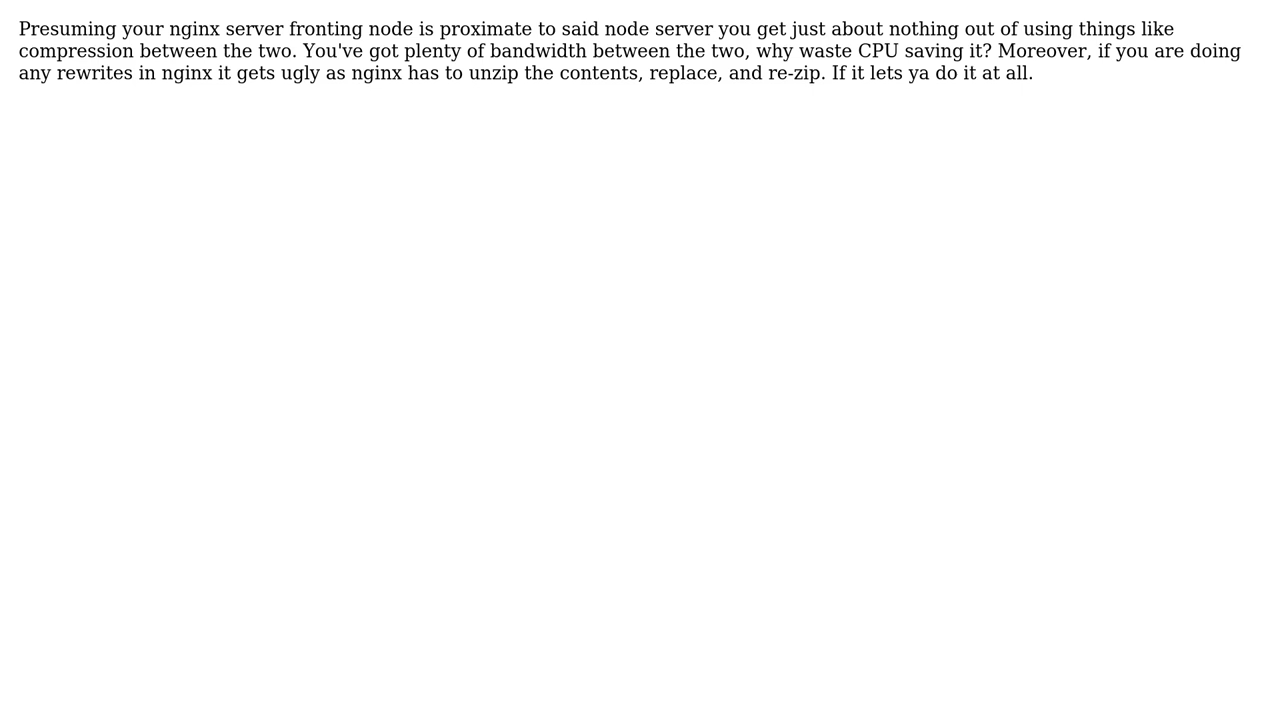 Presuming your nginx server fronting node is proximate to said node server you get just about nothing out of using things like
compression between the two. You've got plenty of bandwidth between the two, why waste CPU saving it? Moreover, if you are doing
any rewrites in nginx it gets ugly as nginx has to unzip the contents, replace, and re-zip. If it lets ya do it at all.